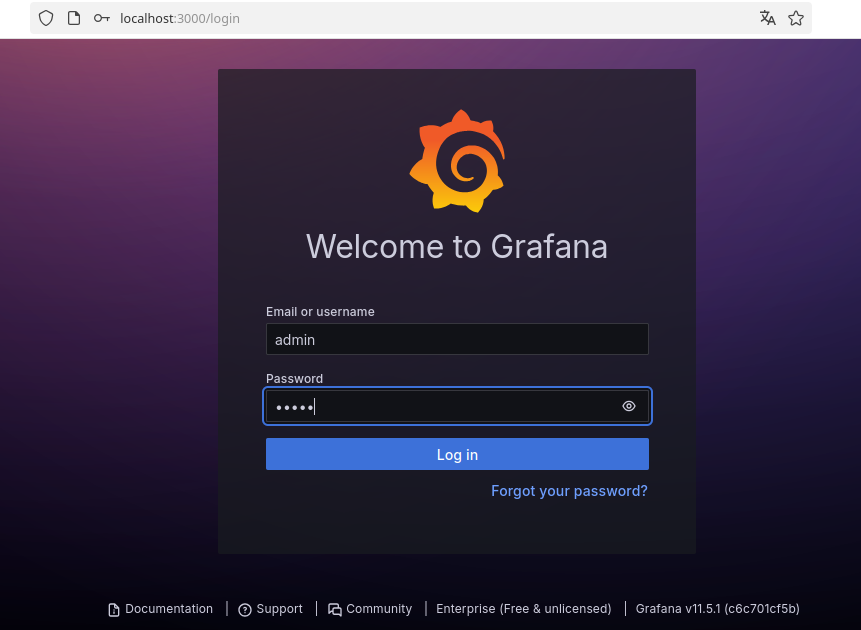 localhost:3000/login
Welcome to Grafana
Email or username
admin
Password
•••••
Log in
Forgot your password?
Documentation | Support | Community | Enterprise (Free & unlicensed) | Grafana v11.5.1 (c6c701cf5b)